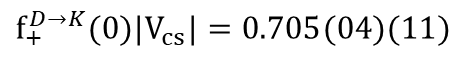 f₊ᴰ→ᴷ(0)|V_cs| = 0.705(04)(11)